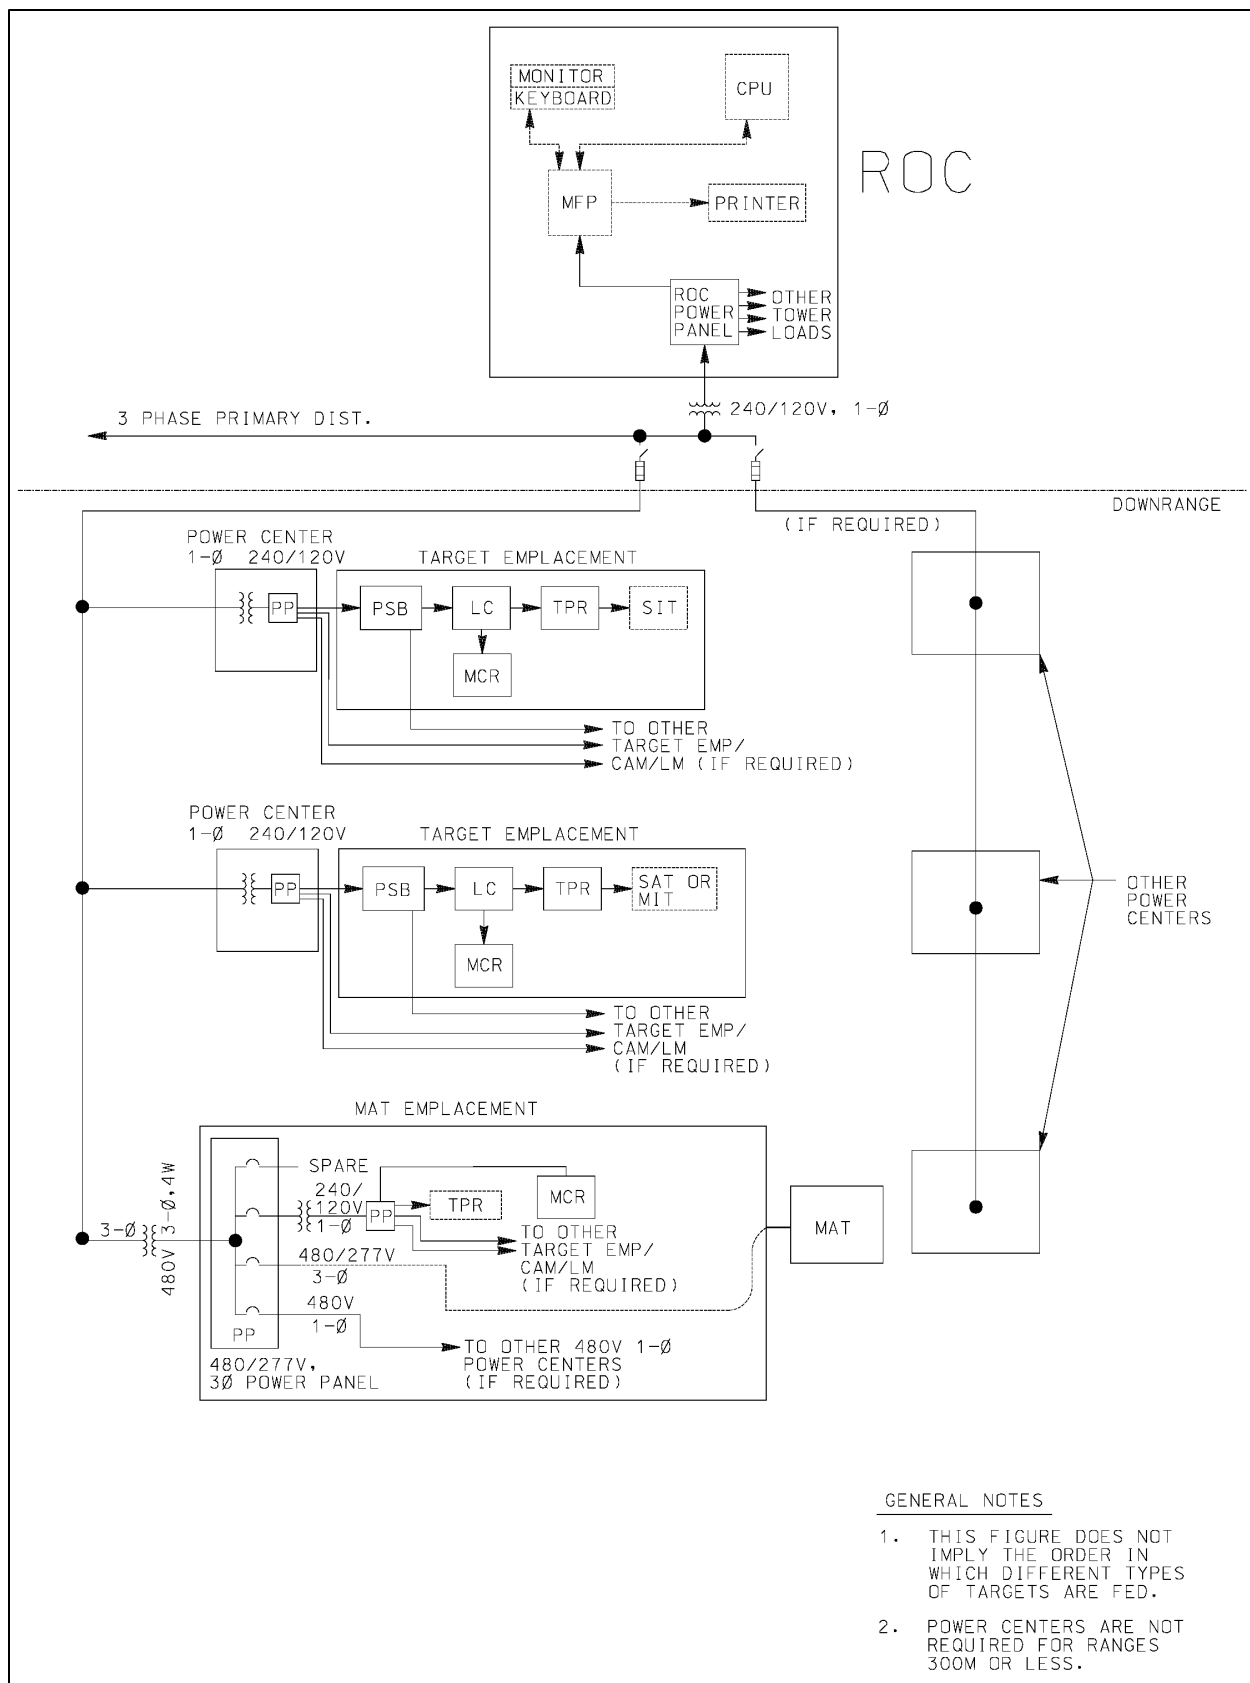 MONITOR
KEYBOARD
CPU
ROC
MFP
PRINTER
ROC
POWER
PANEL
OTHER
TOWER
LOADS
240/120V, 1-Ø
3 PHASE PRIMARY DIST.
DOWNRANGE
(IF REQUIRED)
POWER CENTER
1-Ø 240/120V
TARGET EMPLACEMENT
PP
PSB
LC
TPR
SIT
MCR
TO OTHER
TARGET EMP/
CAM/LM (IF REQUIRED)
POWER CENTER
1-Ø 240/120V
TARGET EMPLACEMENT
PP
PSB
LC
TPR
SAT OR
MIT
MCR
TO OTHER
TARGET EMP/
CAM/LM
(IF REQUIRED)
OTHER
POWER
CENTERS
MAT EMPLACEMENT
3-Ø
480V 3-Ø,4W
SPARE
240/
120V
1-Ø
PP
TPR
MCR
TO OTHER
TARGET EMP/
CAM/LM
(IF REQUIRED)
480/277V
3-Ø
480V
1-Ø
PP
TO OTHER 480V 1-Ø
POWER CENTERS
(IF REQUIRED)
480/277V,
3Ø POWER PANEL
MAT
GENERAL NOTES
1. THIS FIGURE DOES NOT
IMPLY THE ORDER IN
WHICH DIFFERENT TYPES
OF TARGETS ARE FED.
2. POWER CENTERS ARE NOT
REQUIRED FOR RANGES
300M OR LESS.